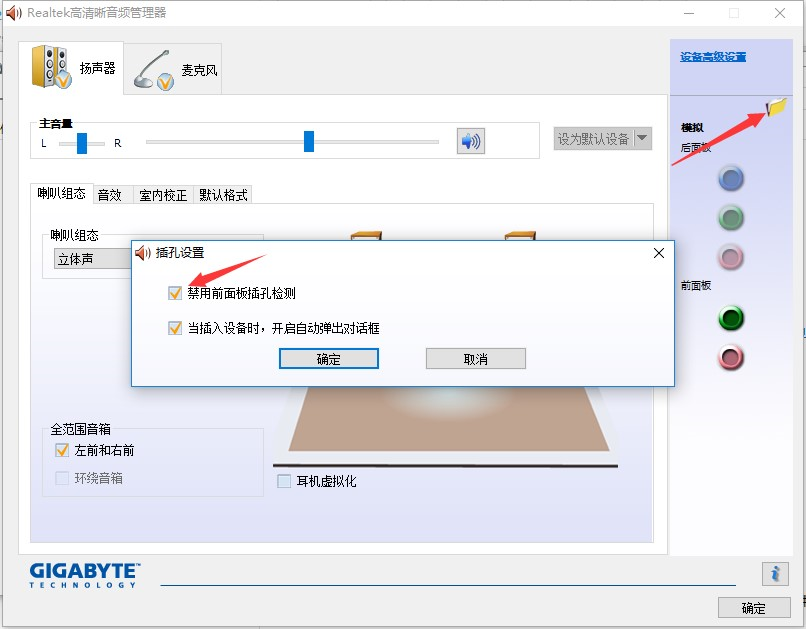 Realtek高清晰音频管理器
扬声器
麦克风
设备高级设置
主音量
L
R
设为默认设备
模拟
后面板
喇叭组态
音效
室内校正
默认格式
喇叭组态
立体声
插孔设置
禁用前面板插孔检测
当插入设备时，开启自动弹出对话框
确定
取消
前面板
全范围音箱
左前和右前
环绕音箱
耳机虚拟化
GIGABYTE™
TECHNOLOGY
i
确定